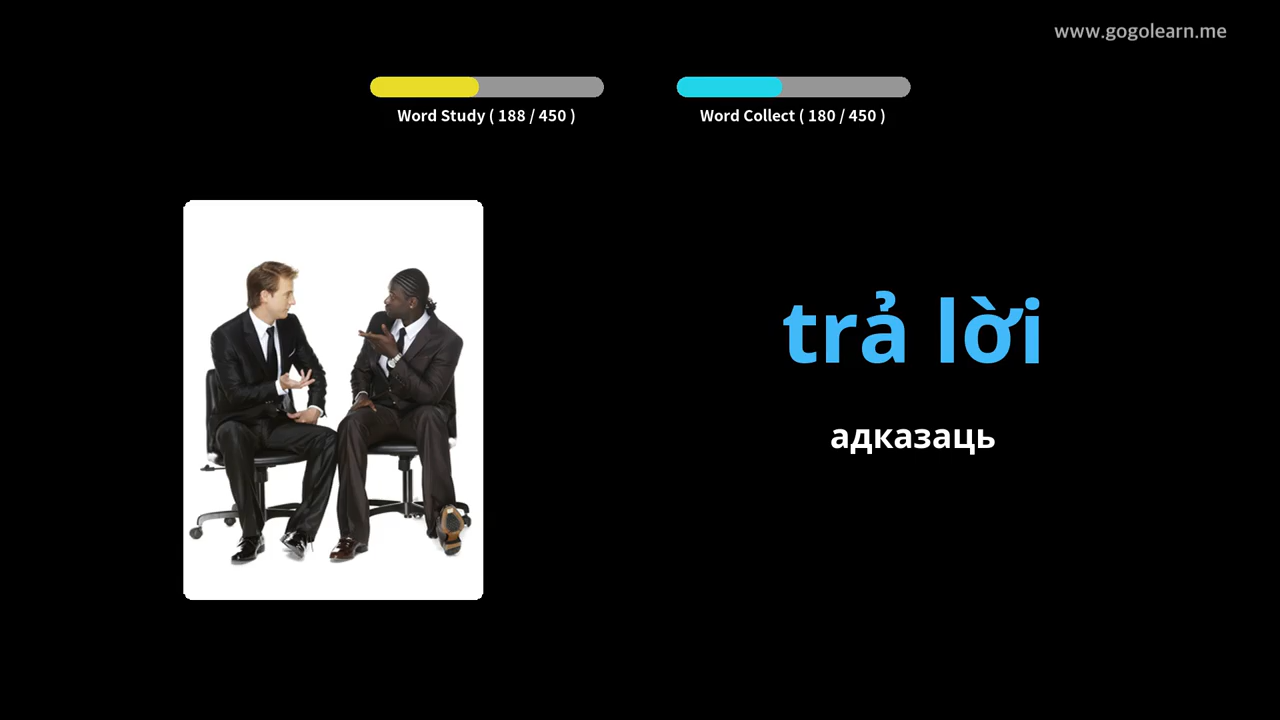 www.gogolearn.me
Word Study ( 188 / 450 )
Word Collect ( 180 / 450 )
trả lời
адказаць